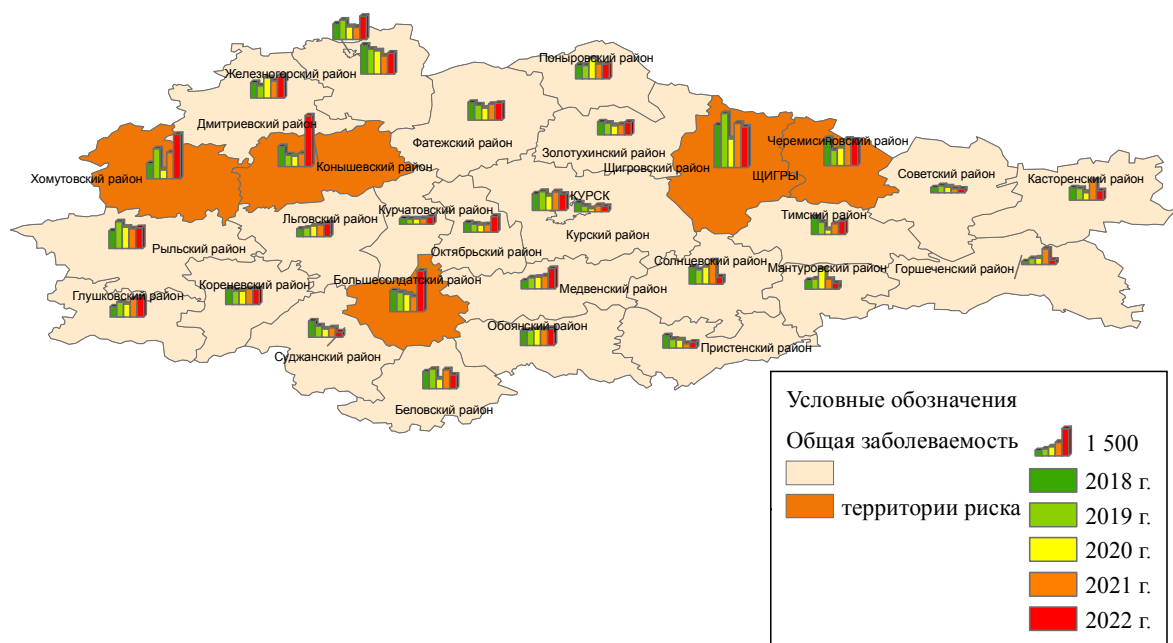 Поныровский район
Железногорский район
Дмитриевский район
Фатежский район
Золотухинский район
Щигровский район
Черемисиновский район
ЩИГРЫ
Советский район
Касторенский район
Хомутовский район
Конышевский район
КУРСК
Курчатовский район
Льговский район
Октябрьский район
Курский район
Тимский район
Рыльский район
Солнцевский район
Мантуровский район
Горшеченский район
Большесолдатский район
Медвенский район
Кореневский район
Глушковский район
Обоянский район
Суджанский район
Пристенский район
Беловский район
Условные обозначения
Общая заболеваемость
территории риска
1 500
2018 г.
2019 г.
2020 г.
2021 г.
2022 г.